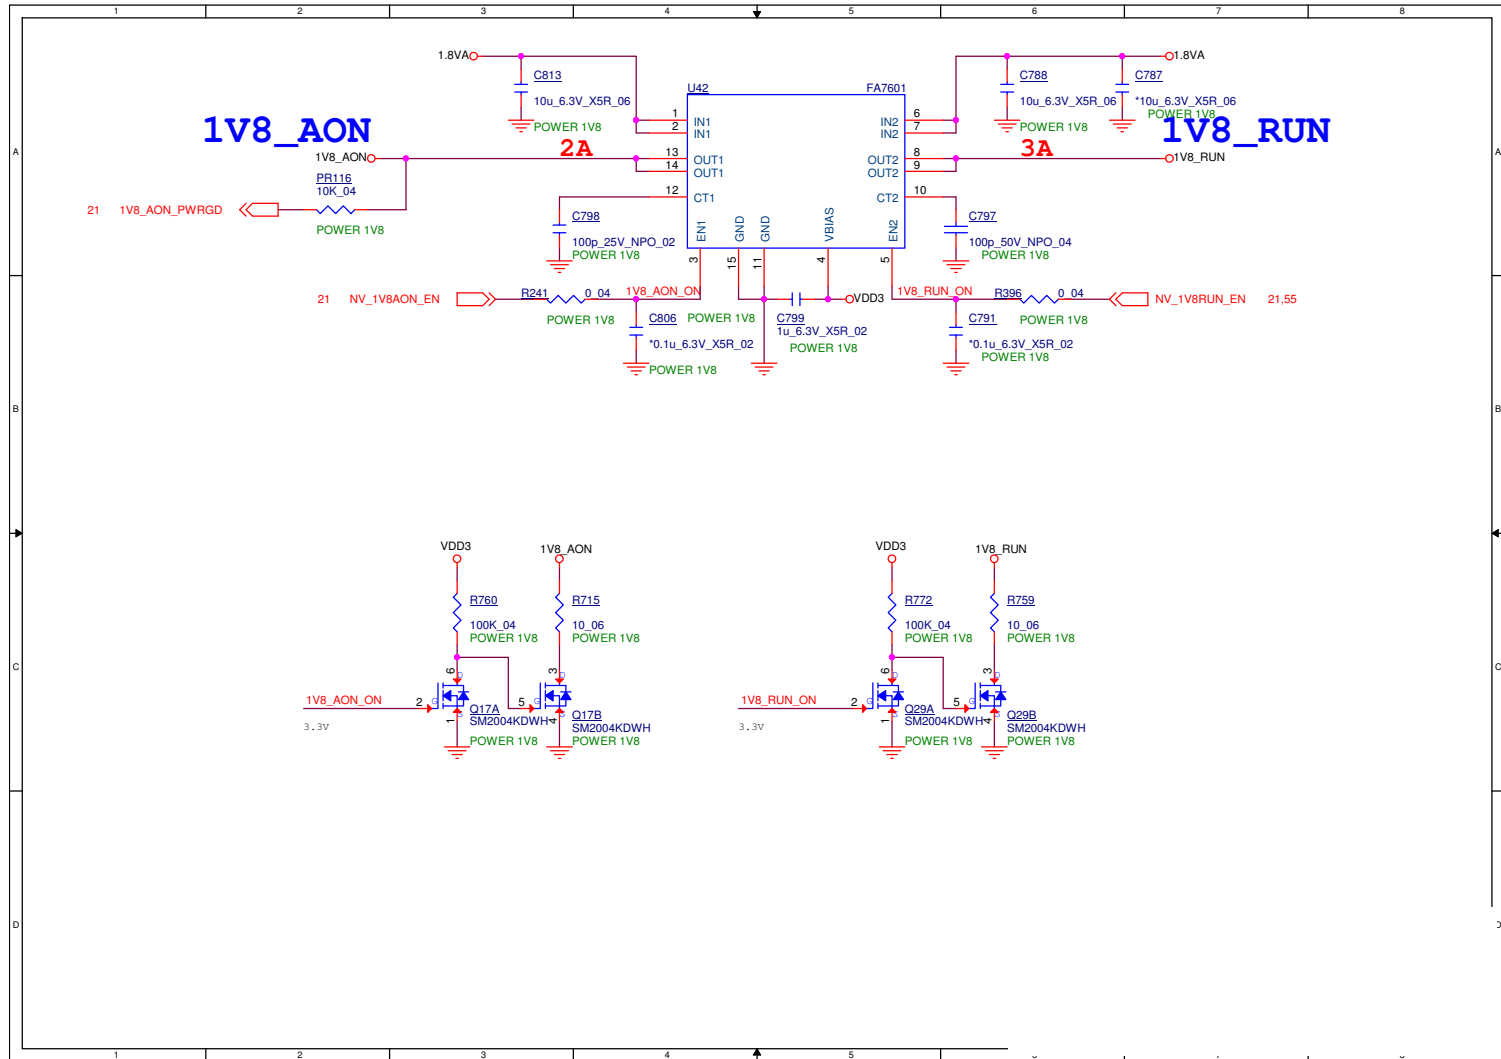 1 2 3 4 5 6 7 8
1.8VA
C813
10u_6.3V_X5R_06
POWER 1V8
U42
FA7601
C788
10u_6.3V_X5R_06
POWER 1V8
1.8VA
C787
*10u_6.3V_X5R_06
POWER 1V8
1V8_AON
2A
3A
1V8_RUN
A
A
1 IN1
2 IN1
13 OUT1
14 OUT1
12 CT1
6 IN2
7 IN2
8 OUT2
9 OUT2
10 CT2
3 EN1
15 GND
11 GND
4 VBIAS
5 EN2
1V8_AON
1V8_RUN
PR116
10K_04
POWER 1V8
21 1V8_AON_PWRGD
C798
100p_25V_NPO_02
POWER 1V8
C797
100p_50V_NPO_04
POWER 1V8
21 NV_1V8AON_EN
R241 0_04
POWER 1V8
1V8_AON_ON
C806
*0.1u_6.3V_X5R_02
POWER 1V8
POWER 1V8
C799
1u_6.3V_X5R_02
POWER 1V8
VDD3
1V8_RUN_ON
C791
*0.1u_6.3V_X5R_02
POWER 1V8
R396 0_04
POWER 1V8
NV_1V8RUN_EN 21,55
B
B
VDD3
1V8_AON
R760
100K_04
POWER 1V8
R715
10_06
POWER 1V8
1V8_AON_ON
3.3V
2
6
D
G
S
1
Q17A
SM2004KDWH
POWER 1V8
5
3
D
G
S
4
Q17B
SM2004KDWH
POWER 1V8
VDD3
1V8_RUN
R772
100K_04
POWER 1V8
R759
10_06
POWER 1V8
1V8_RUN_ON
3.3V
2
6
D
G
S
1
Q29A
SM2004KDWH
POWER 1V8
5
3
D
G
S
4
Q29B
SM2004KDWH
POWER 1V8
C
C
D
1 2 3 4 5